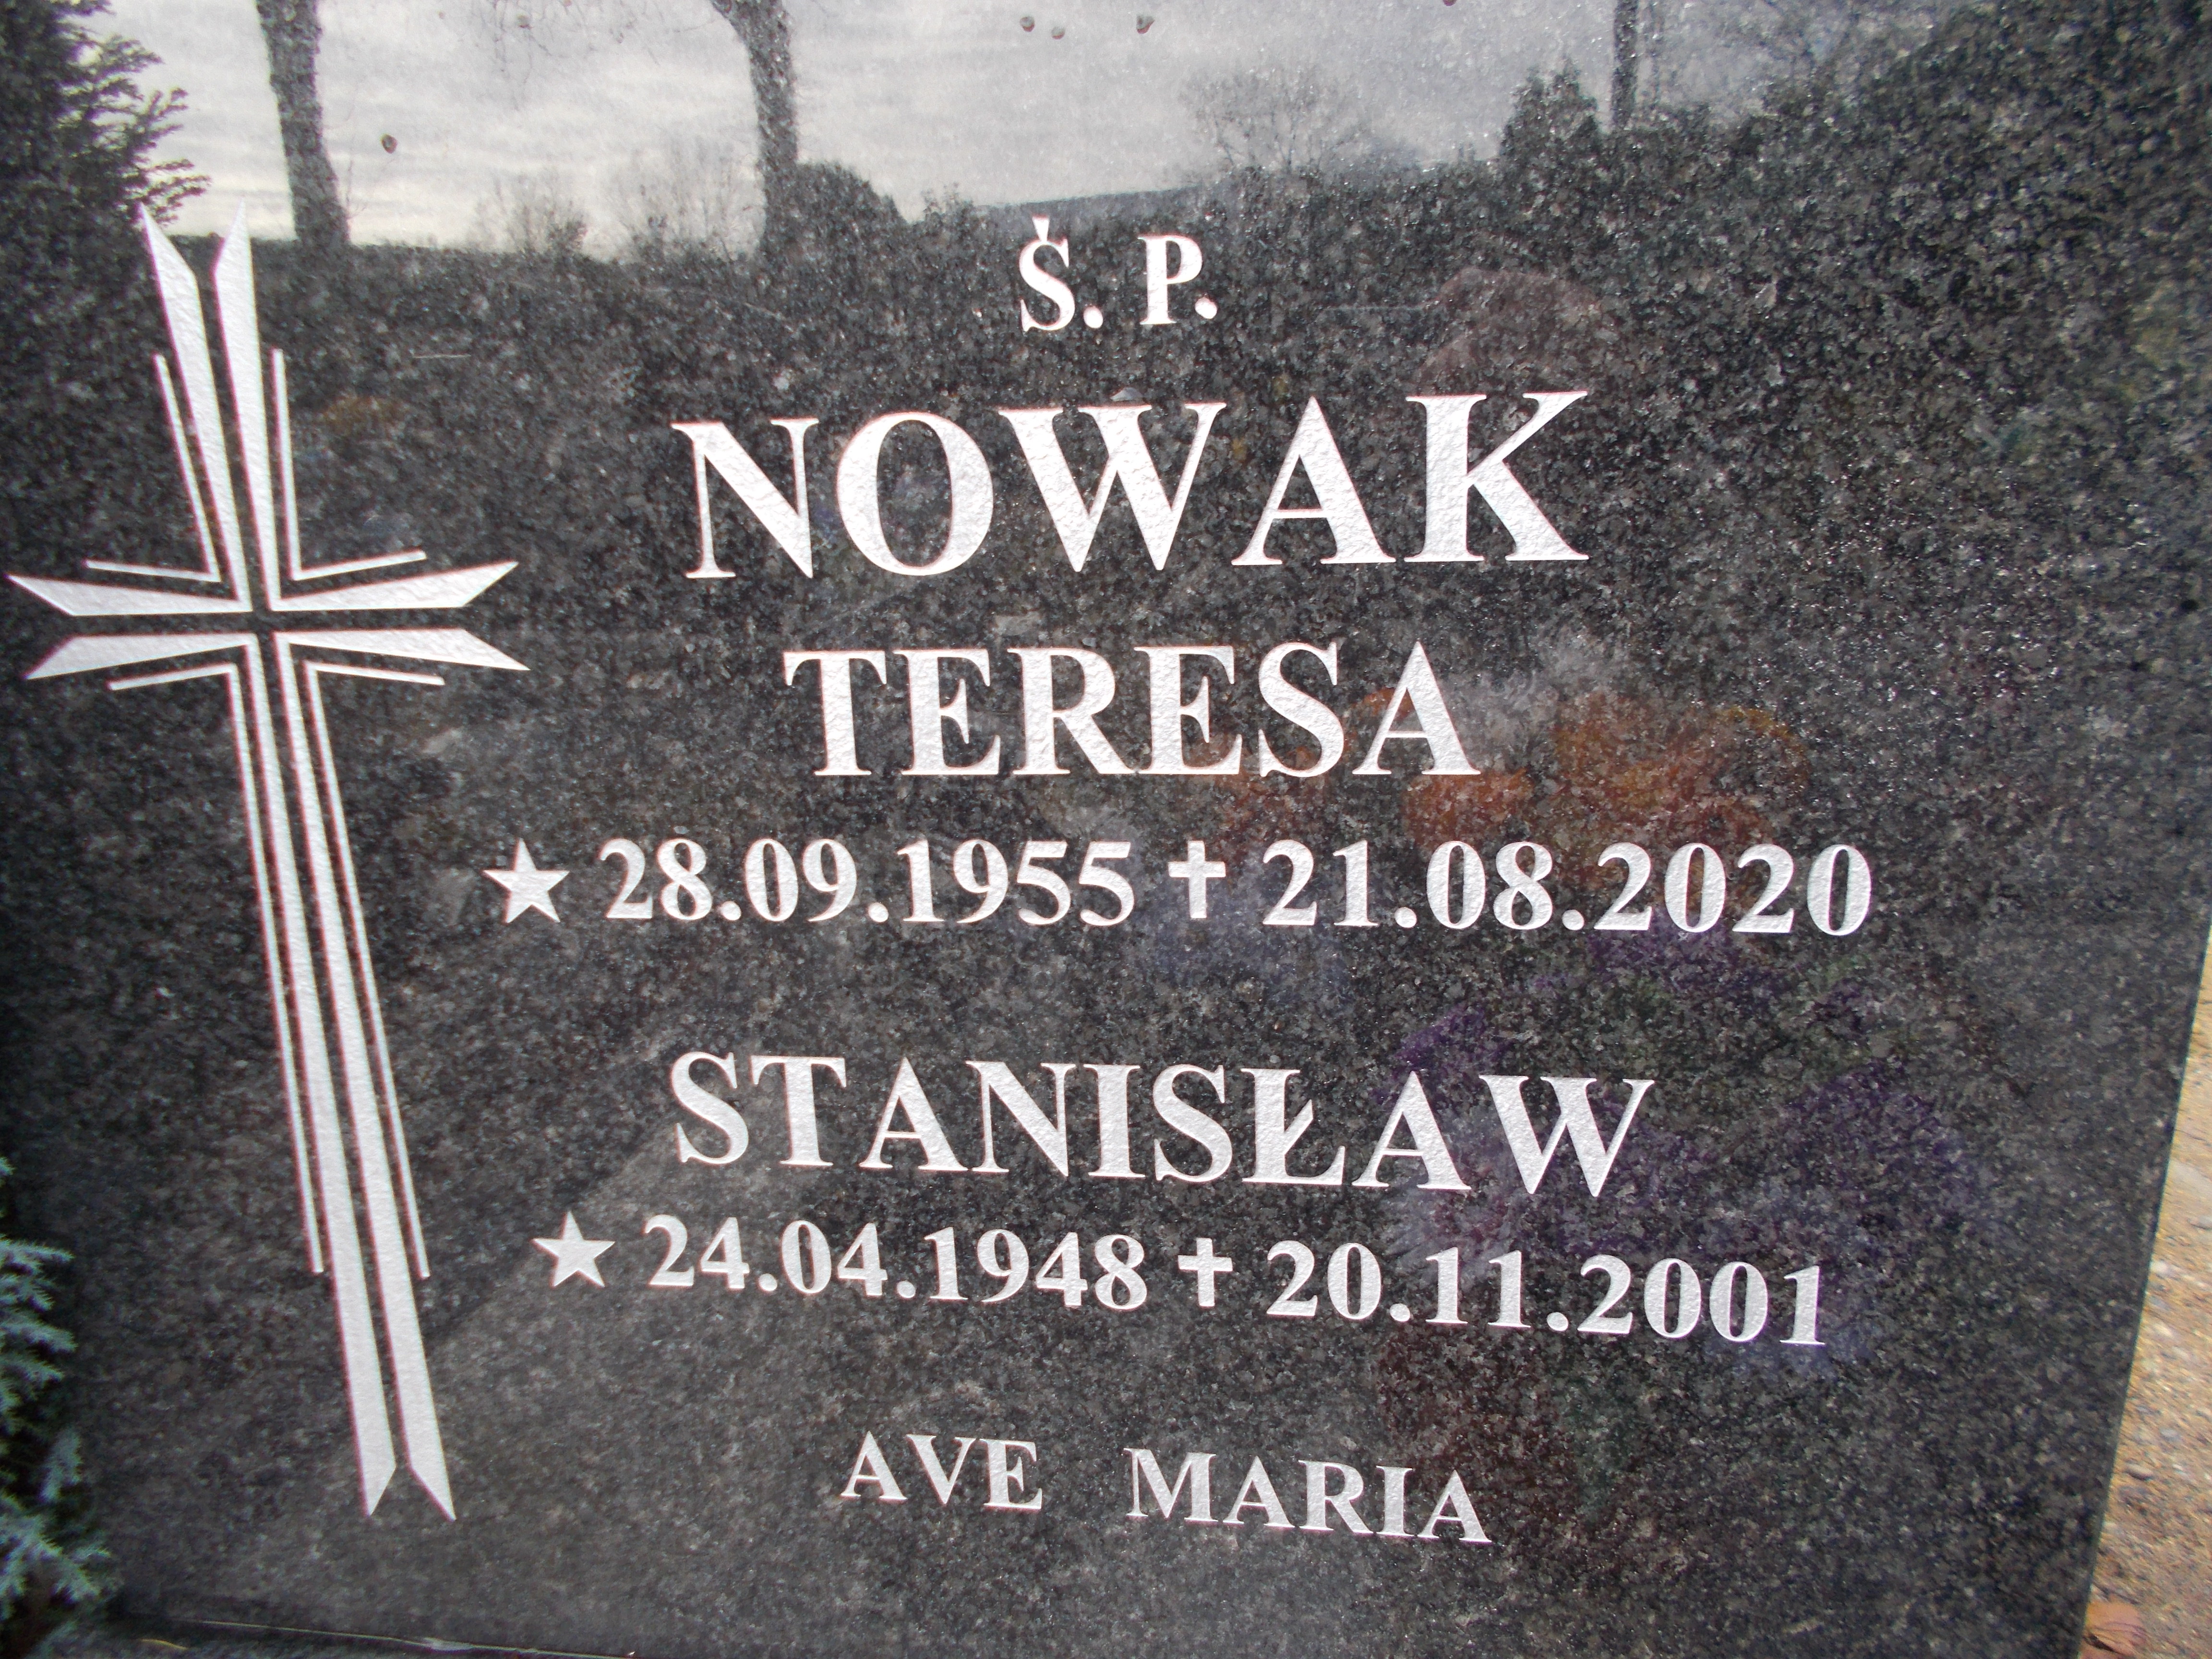 Ś. P.
NOWAK
TERESA
★ 28.09.1955 ✝ 21.08.2020
STANISŁAW
★ 24.04.1948 ✝ 20.11.2001
AVE MARIA